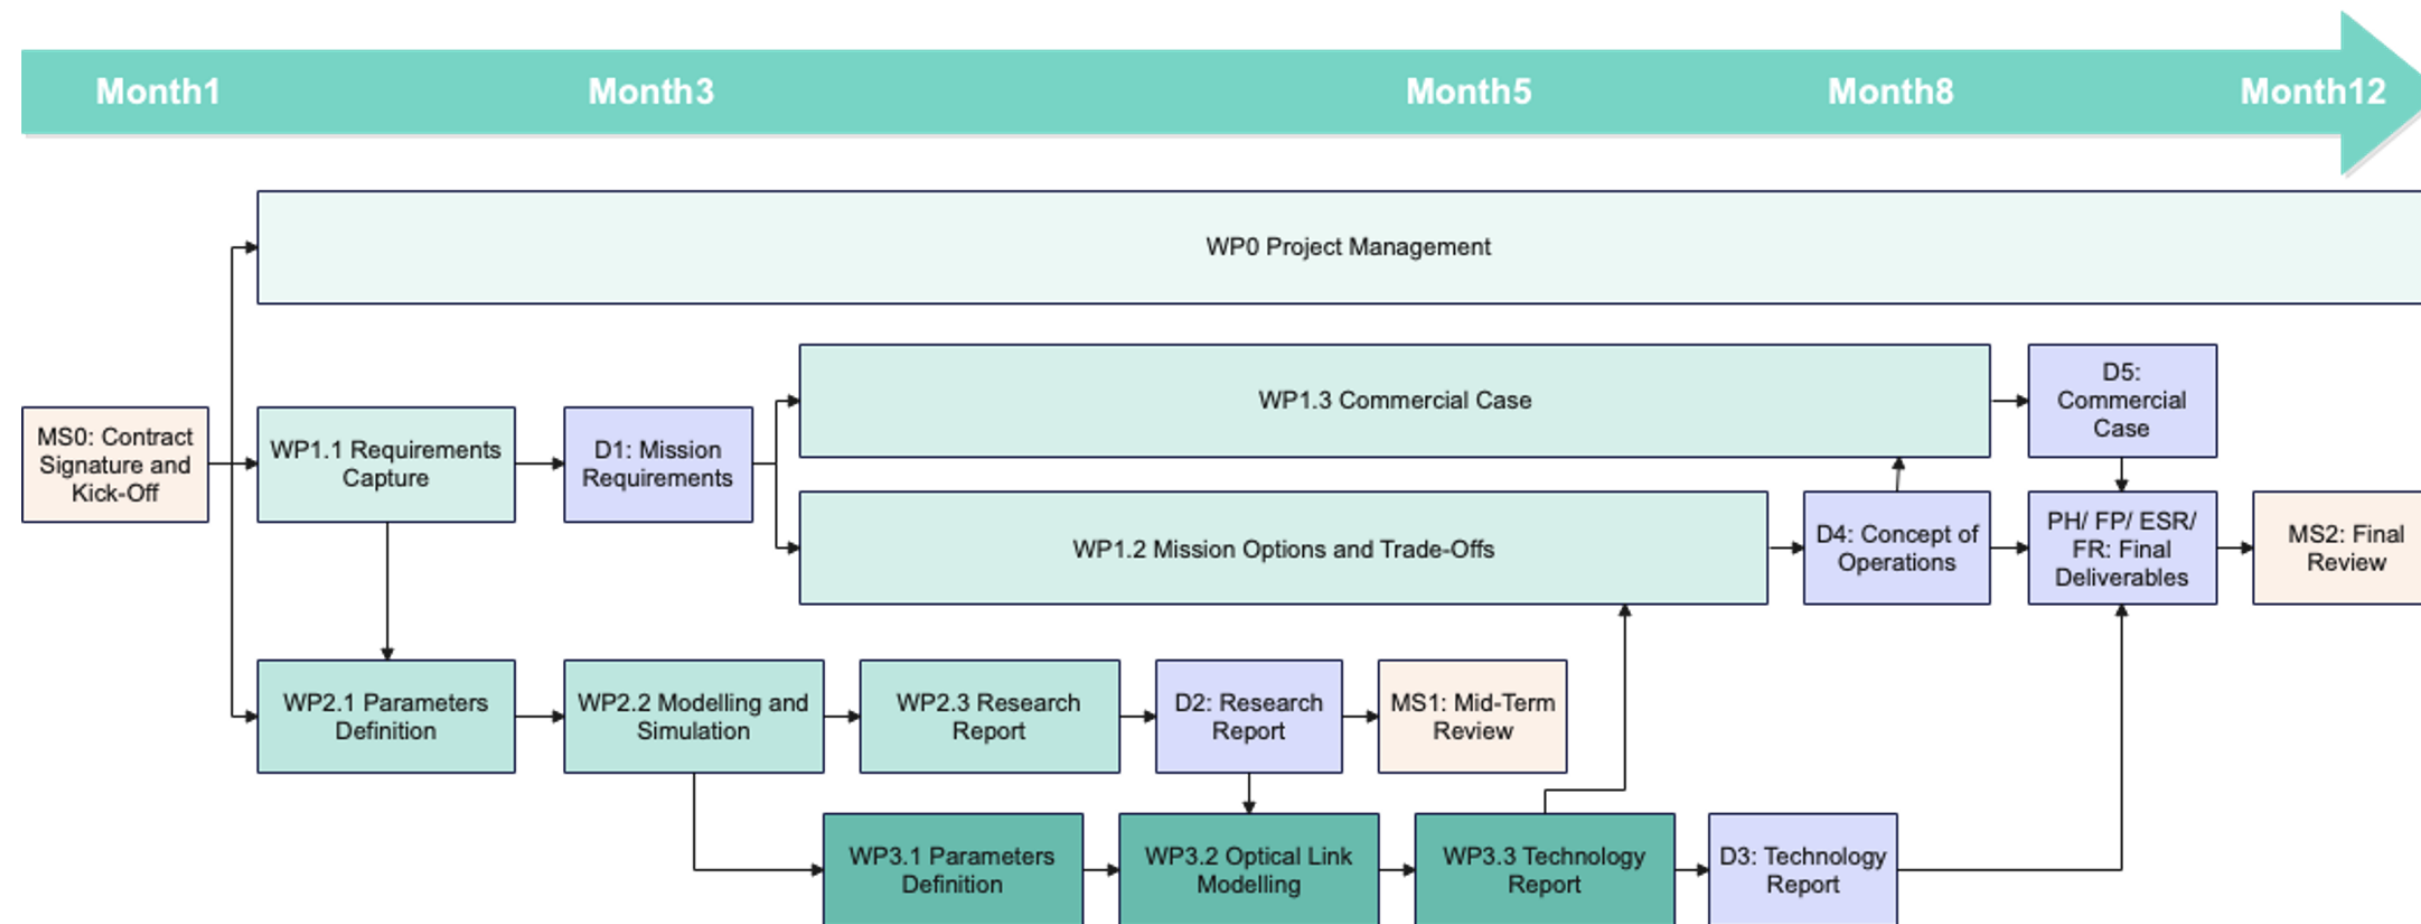 Month1 Month3 Month5 Month8 Month12
WP0 Project Management
MS0: Contract
Signature and
Kick-Off
WP1.1 Requirements
Capture
D1: Mission
Requirements
WP1.3 Commercial Case
D5:
Commercial
Case
WP1.2 Mission Options and Trade-Offs
D4: Concept of
Operations
PH/ FP/ ESR/
FR: Final
Deliverables
MS2: Final
Review
WP2.1 Parameters
Definition
WP2.2 Modelling and
Simulation
WP2.3 Research
Report
D2: Research
Report
MS1: Mid-Term
Review
WP3.1 Parameters
Definition
WP3.2 Optical Link
Modelling
WP3.3 Technology
Report
D3: Technology
Report